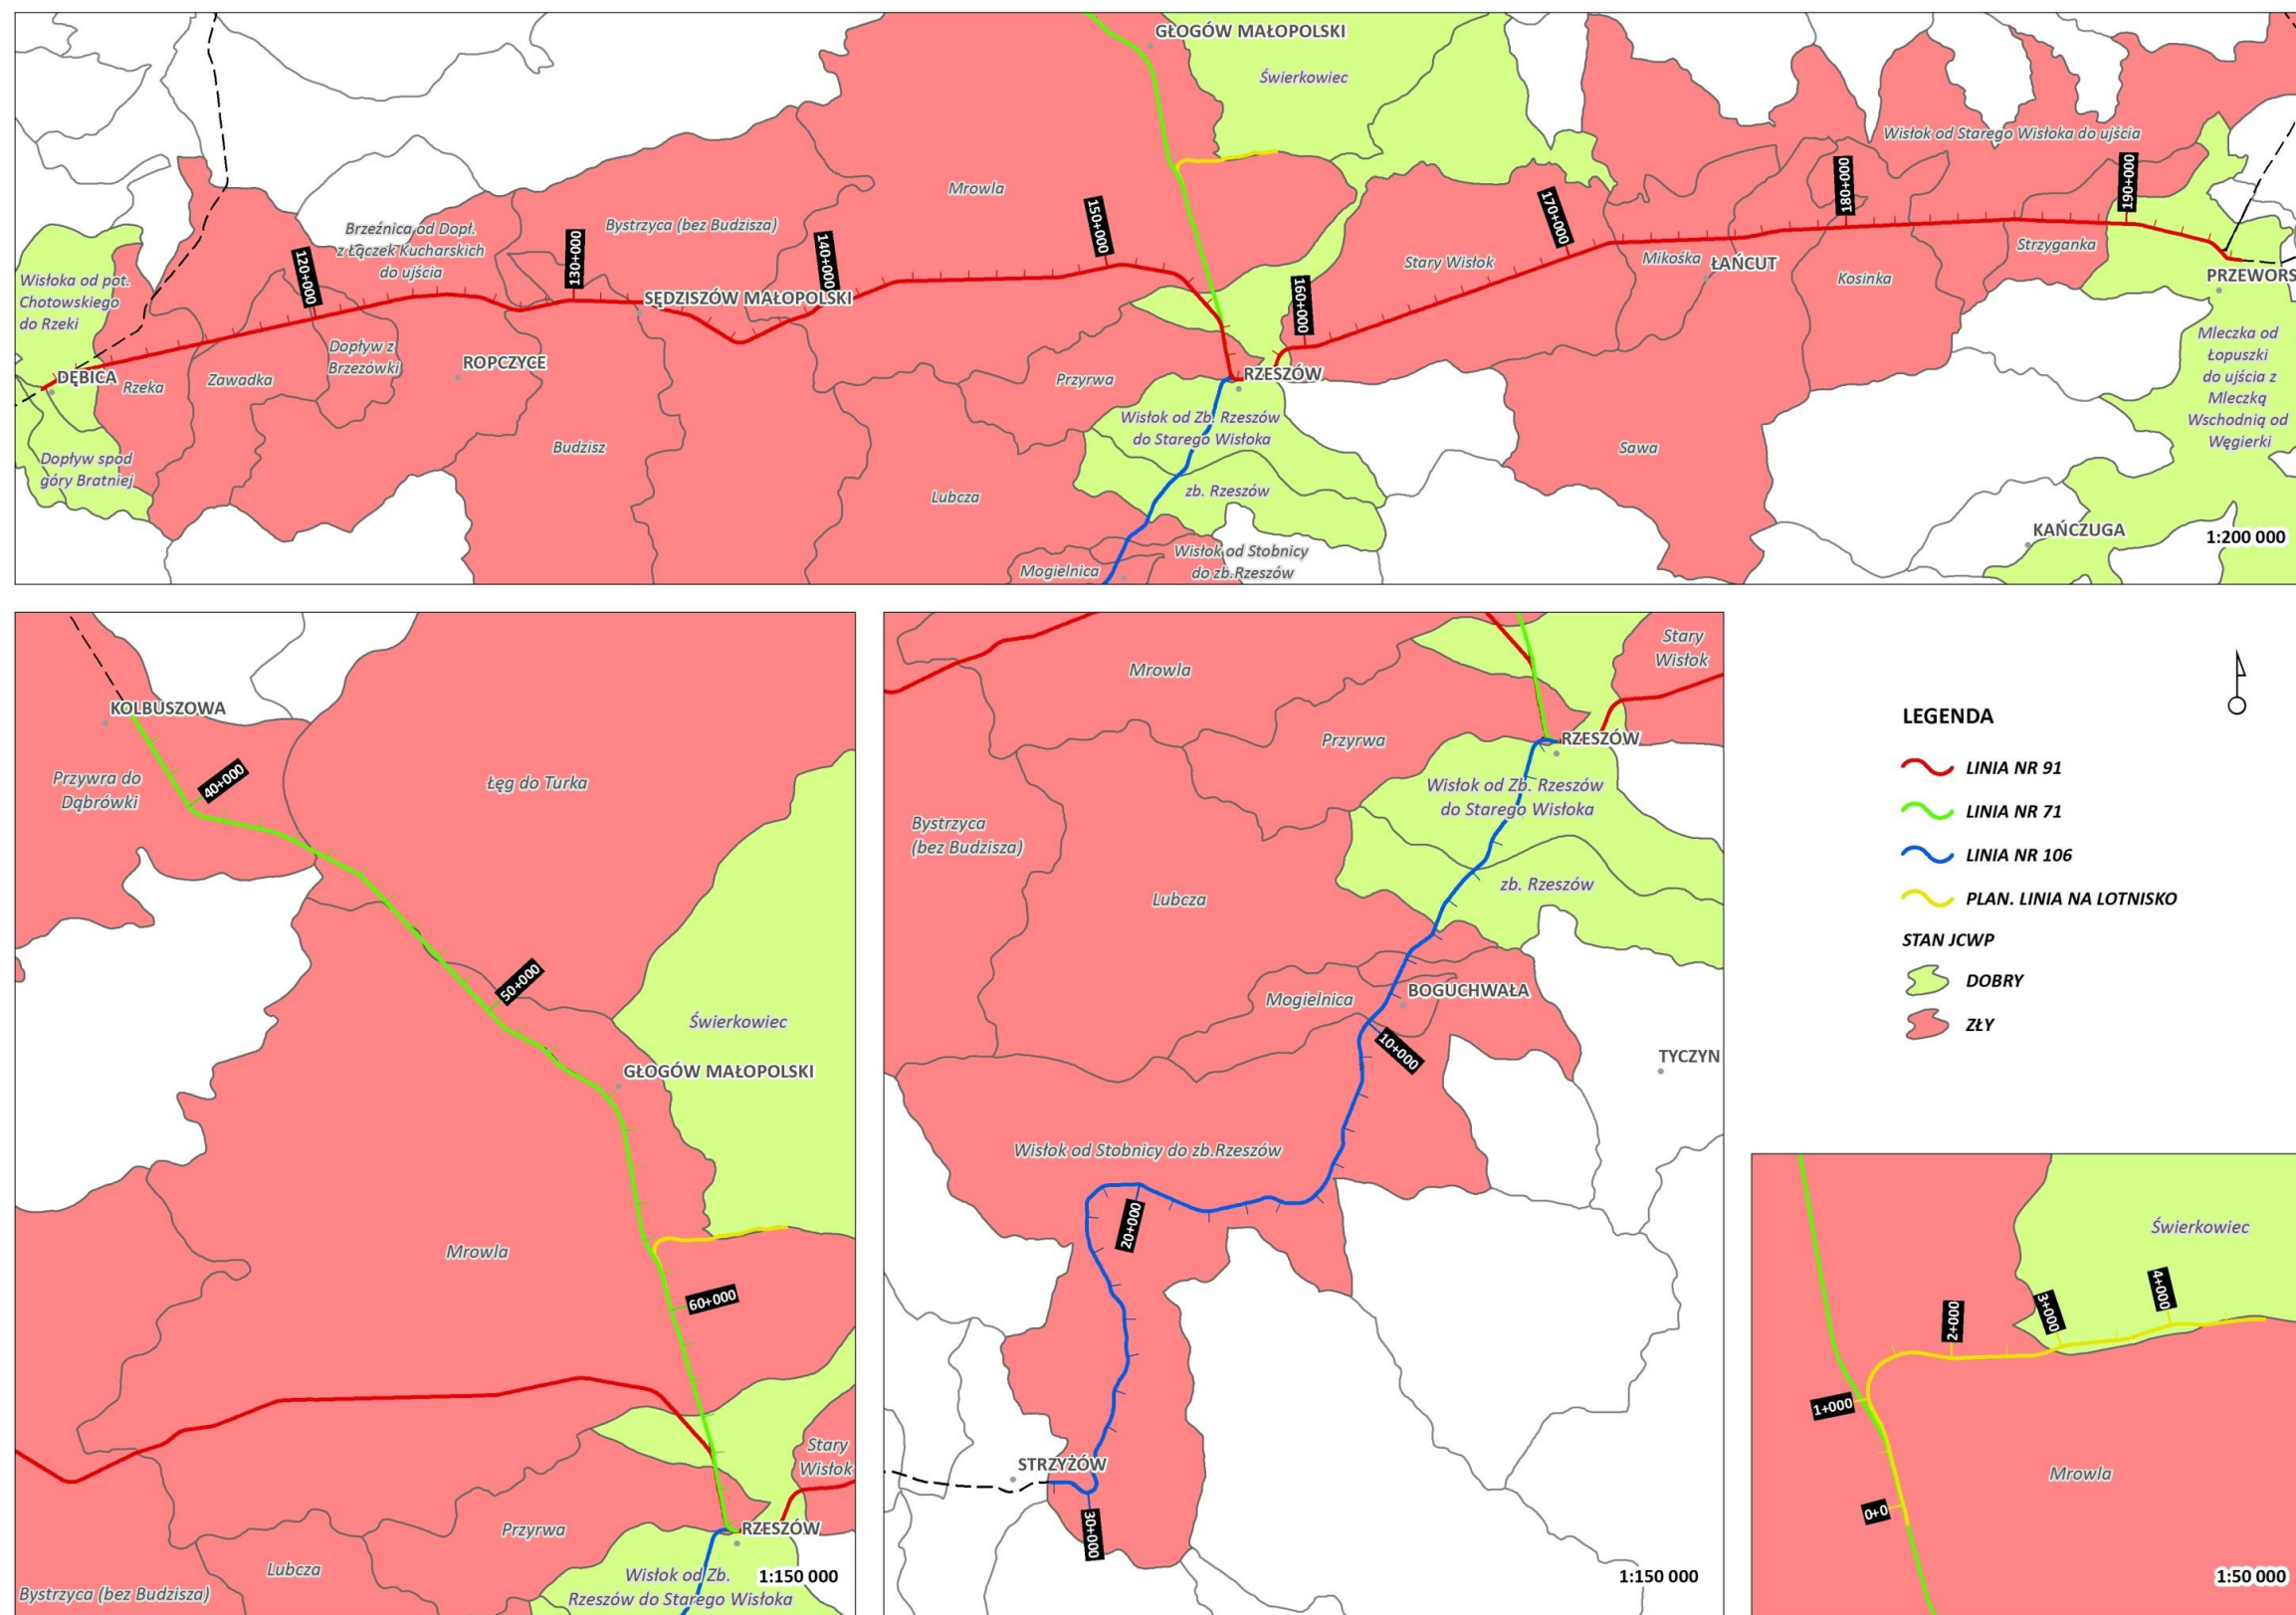 GŁOGÓW MAŁOPOLSKI
Świerkowiec
Wisłok od Starego Wisłoka do ujścia
Mrowla
190+000
180+000
170+000
150+000
Brzeźnica od Dopł.
z Łączek Kucharskich
do ujścia
Bystrzyca (bez Budzisza)
140+000
130+000
120+000
Wisłoka od pot.
Chotowskiego
do Rzeki
SĘDZISZÓW MAŁOPOLSKI
160+000
Stary Wisłok
Mikośka
ŁAŃCUT
Kosinka
Strzyganka
PRZEWORS
DĘBICA
Rzeka
Zawadka
Dopływ z
Brzezówki
ROPCZYCE
Przyrwa
RZESZÓW
Mleczka od
Łopuszki
do ujścia z
Mleczką
Wschodnią od
Węgierki
Dopływ spod
góry Bratniej
Budzisz
Lubcza
Wisłok od Zb. Rzeszów
do Starego Wisłoka
zb. Rzeszów
Sawa
KAŃCZUGA
1:200 000
Mogielnica
Wisłok od Stobnicy
do zb.Rzeszów
KOLBUSZOWA
Przywra do
Dąbrówki
40+000
Łęg do Turka
50+000
Świerkowiec
GŁOGÓW MAŁOPOLSKI
Mrowla
60+000
Stary
Wisłok
Przyrwa
RZESZÓW
Lubcza
Wisłok od Zb.
Rzeszów do Starego Wisłoka
Bystrzyca (bez Budzisza)
1:150 000
Stary
Wisłok
Mrowla
Przyrwa
RZESZÓW
Wisłok od Zb. Rzeszów
do Starego Wisłoka
Bystrzyca
(bez Budzisza)
zb. Rzeszów
Lubcza
Mogielnica
BOGUCHWAŁA
10+000
TYCZYN
Wisłok od Stobnicy do zb.Rzeszów
20+000
STRZYŻÓW
30+000
1:150 000
LEGENDA
LINIA NR 91
LINIA NR 71
LINIA NR 106
PLAN. LINIA NA LOTNISKO
STAN JCWP
DOBRY
ZŁY
Świerkowiec
4+000
3+000
2+000
1+000
0+0
Mrowla
1:50 000